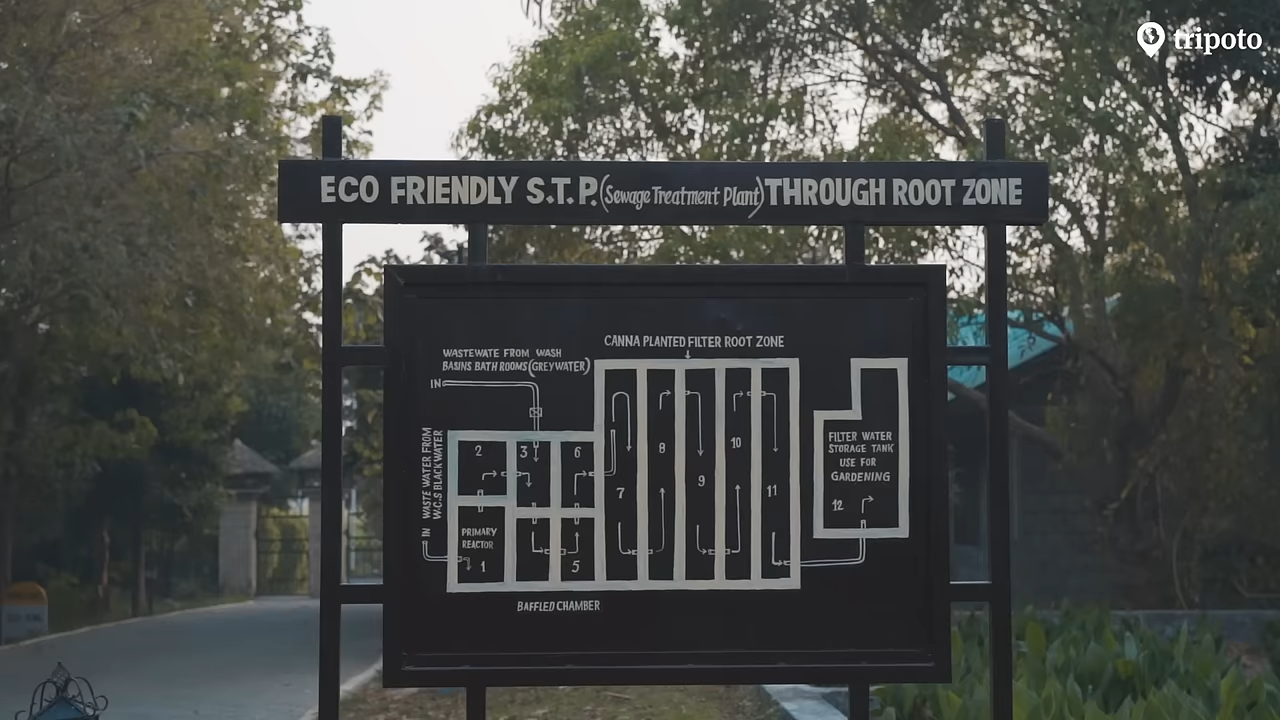 tripoto
ECO FRIENDLY S.T.P. (Sewage Treatment Plant) THROUGH ROOT ZONE
CANNA PLANTED FILTER ROOT ZONE
WASTEWATE FROM WASH
BASINS BATH ROOMS (GREY WATER)
IN
IN WASTE WATER FROM
W.C.S BLACK WATER
2
3
6
PRIMARY
REACTOR
1
5
7
8
9
10
11
FILTER WATER
STORAGE TANK
USE FOR
GARDENING
12
BAFFLED CHAMBER